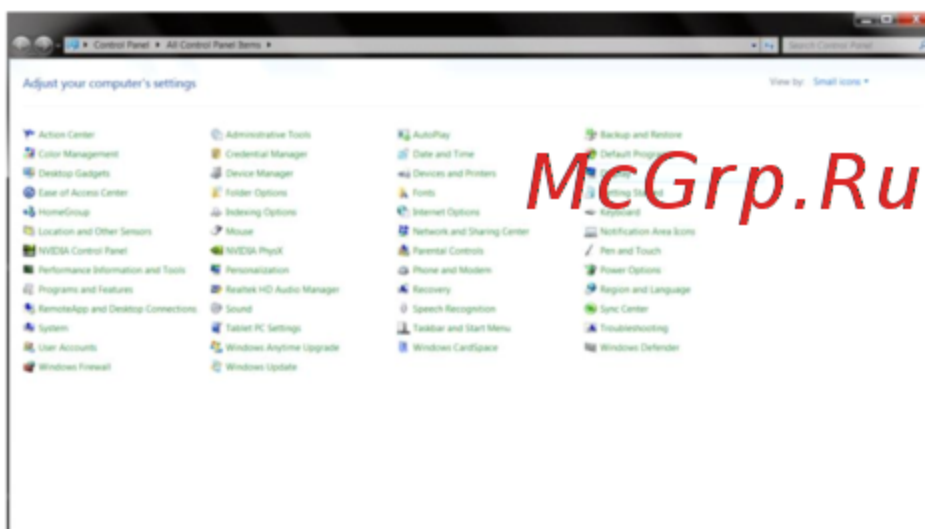 Control Panel ▸ All Control Panel Items ▸
Search Control Panel
Adjust your computer's settings
View by: Small icons
Action Center
Administrative Tools
AutoPlay
Backup and Restore
Color Management
Credential Manager
Date and Time
Default Programs
Desktop Gadgets
Device Manager
Devices and Printers
Display
McGrp.Ru
Ease of Access Center
Folder Options
Fonts
Getting Started
HomeGroup
Indexing Options
Internet Options
Keyboard
Location and Other Sensors
Mouse
Network and Sharing Center
Notification Area Icons
NVIDIA Control Panel
NVIDIA PhysX
Parental Controls
Pen and Touch
Performance Information and Tools
Personalization
Phone and Modem
Power Options
Programs and Features
Realtek HD Audio Manager
Recovery
Region and Language
RemoteApp and Desktop Connections
Sound
Speech Recognition
Sync Center
System
Tablet PC Settings
Taskbar and Start Menu
Troubleshooting
User Accounts
Windows Anytime Upgrade
Windows CardSpace
Windows Defender
Windows Firewall
Windows Update